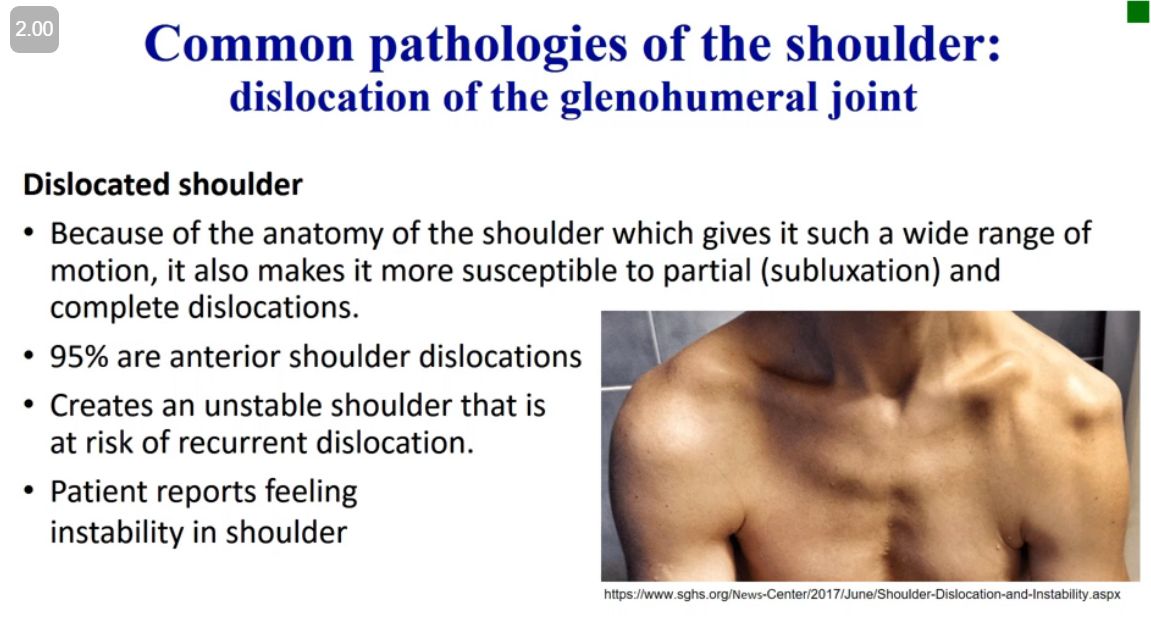 2.00
Common pathologies of the shoulder:
dislocation of the glenohumeral joint
Dislocated shoulder
• Because of the anatomy of the shoulder which gives it such a wide range of
motion, it also makes it more susceptible to partial (subluxation) and
complete dislocations.
• 95% are anterior shoulder dislocations
• Creates an unstable shoulder that is
at risk of recurrent dislocation.
• Patient reports feeling
instability in shoulder
https://www.sghs.org/News-Center/2017/June/Shoulder-Dislocation-and-Instability.aspx